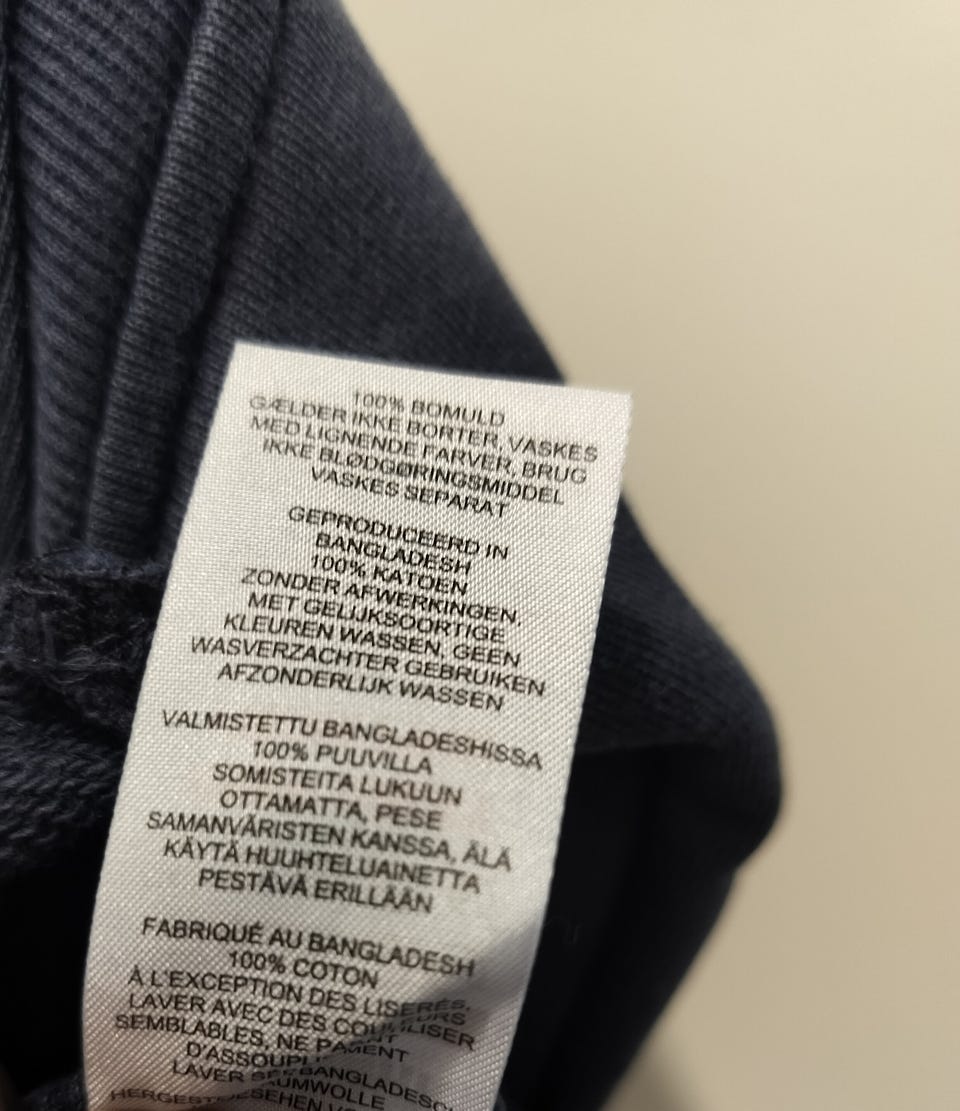 100% BOMULD
GÆLDER IKKE BORTER, VASKES
MED LIGNENDE FARVER, BRUG
IKKE BLØDGØRINGSMIDDEL
VASKES SEPARAT
GEPRODUCEERD IN
BANGLADESH
100% KATOEN
ZONDER AFWERKINGEN,
MET GELIJKSOORTIGE
KLEUREN WASSEN, GEEN
WASVERZACHTER GEBRUIKEN
AFZONDERLIJK WASSEN
VALMISTETTU BANGLADESHISSA
100% PUUVILLA
SOMISTEITA LUKUUN
OTTAMATTA, PESE
SAMANVÄRISTEN KANSSA, ÄLÄ
KÄYTÄ HUUHTELUAINETTA
PESTÄVÄ ERILLÄÄN
FABRIQUÉ AU BANGLADESH
100% COTON
À L'EXCEPTION DES LISERÉS,
LAVER AVEC DES
SEMBLABLES, NE PAS
LAVER